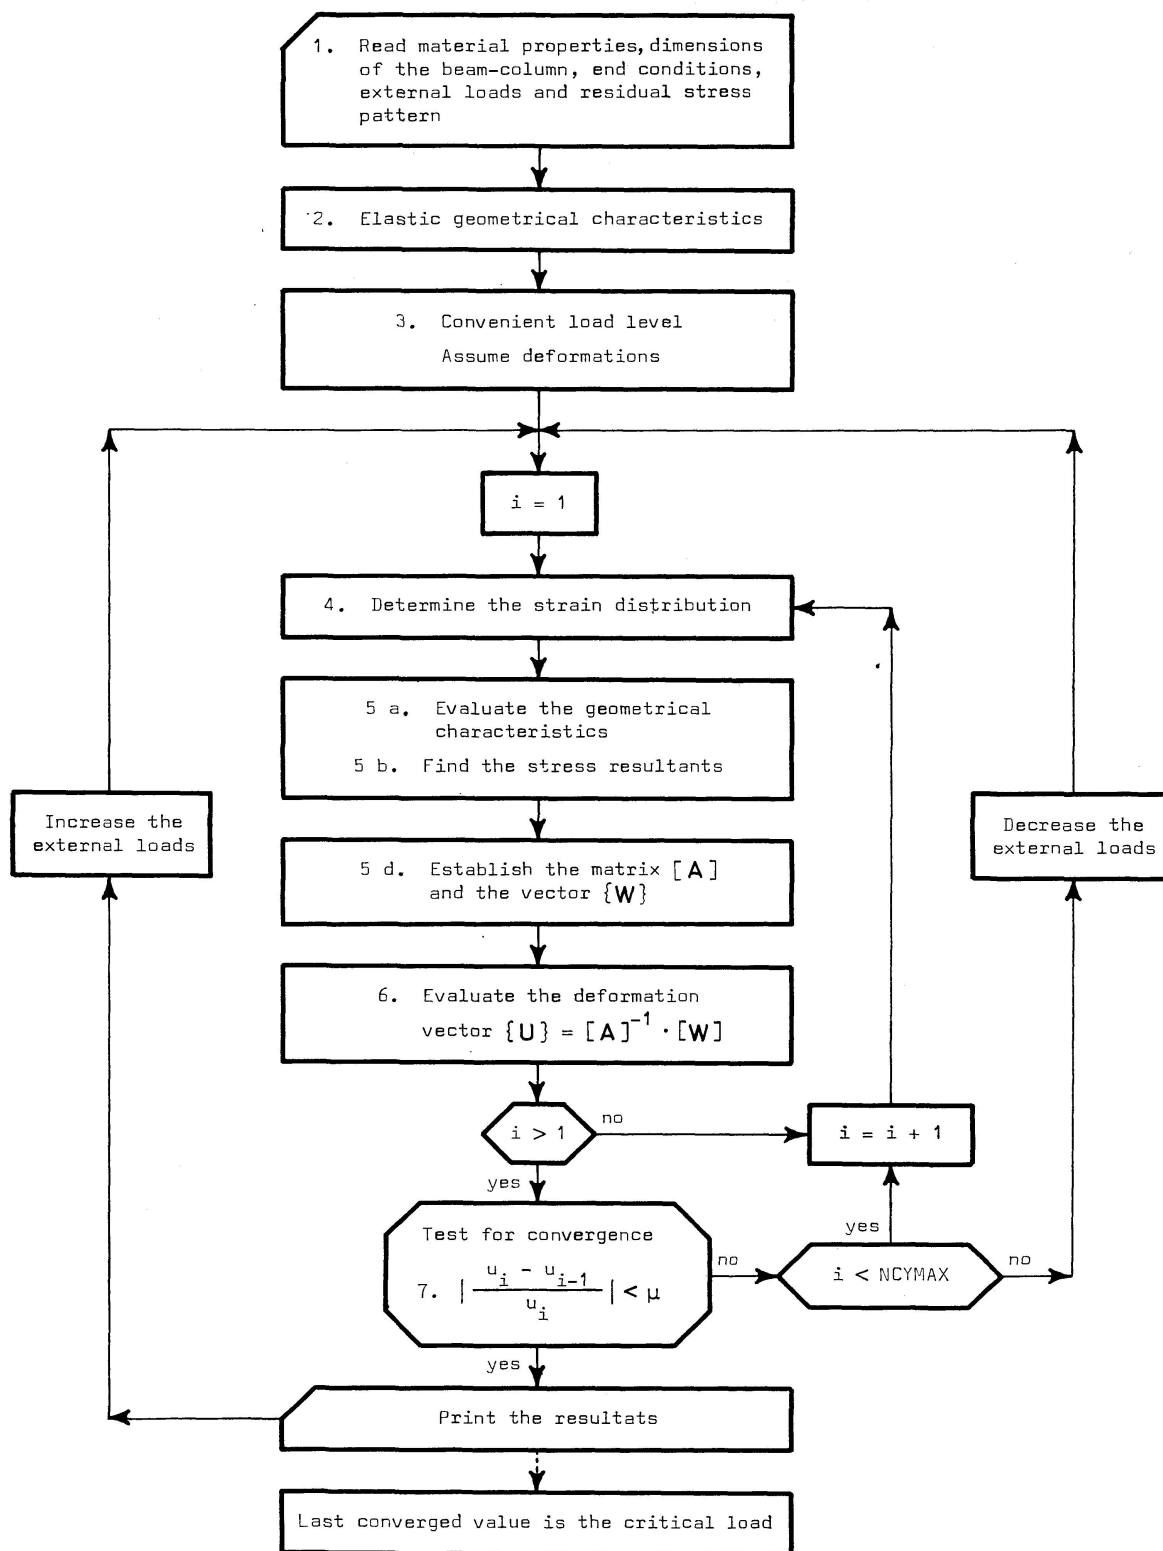 1. Read material properties, dimensions
of the beam-column, end conditions,
external loads and residual stress
pattern
2. Elastic geometrical characteristics
3. Convenient load level
Assume deformations
i = 1
4. Determine the strain distribution
5 a. Evaluate the geometrical
characteristics
5 b. Find the stress resultants
Increase the
external loads
Decrease the
external loads
5 d. Establish the matrix [A]
and the vector {W}
6. Evaluate the deformation
vector {U} = [A]^-1 · [W]
i > 1
no
i = i + 1
yes
Test for convergence
7. | (u_i - u_{i-1}) / u_i | < μ
no
yes
i < NCYMAX
no
yes
Print the resultats
Last converged value is the critical load